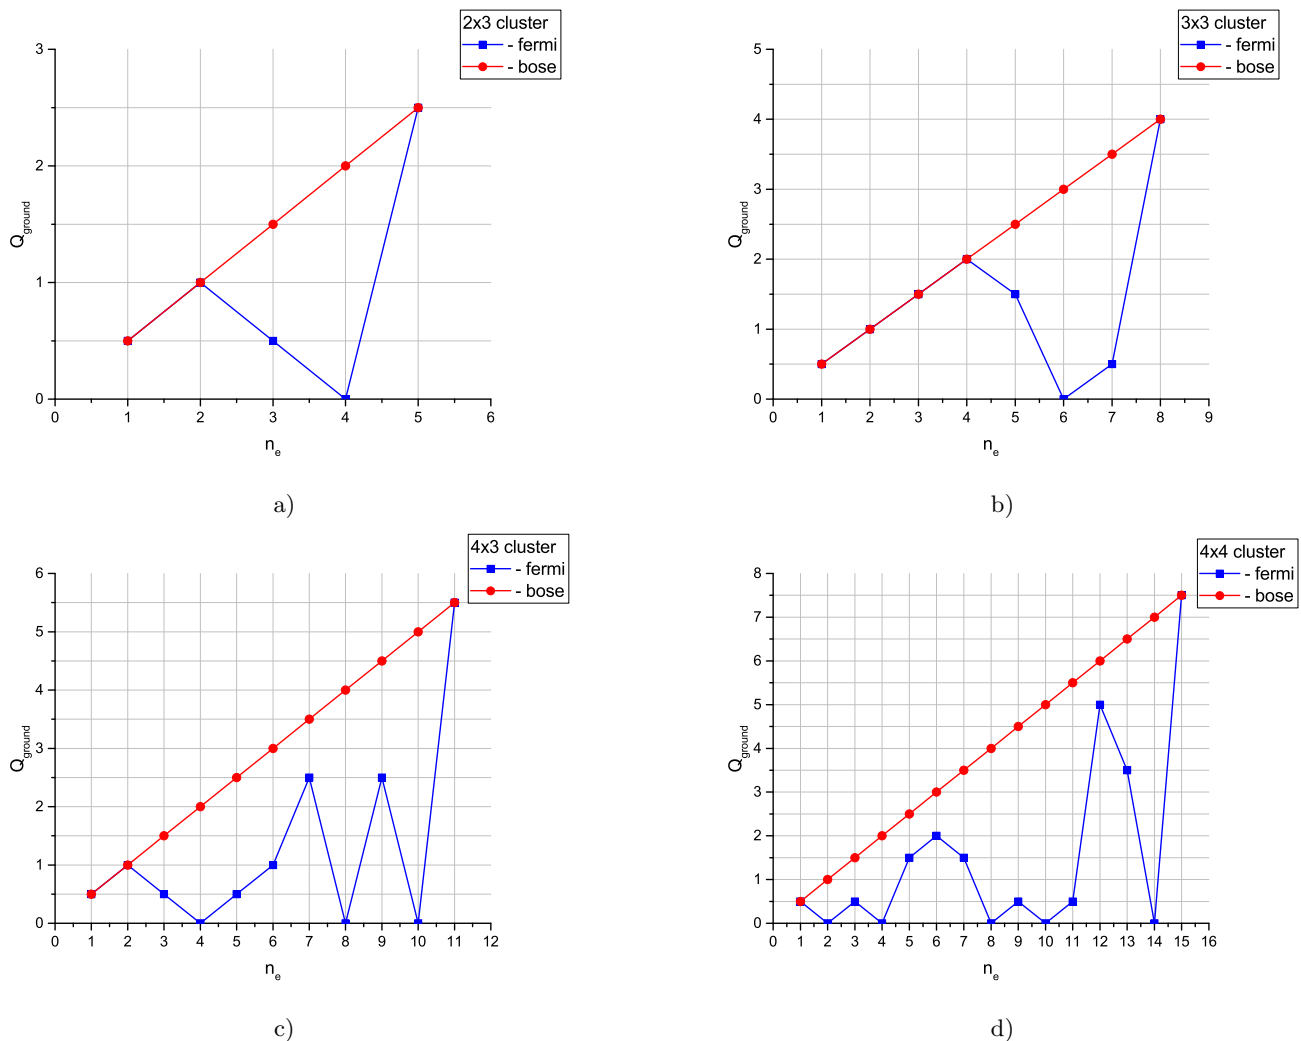 2x3 cluster
- fermi
- bose
3
2
1
0
Q_ground
0 1 2 3 4 5 6
n_e
a)
3x3 cluster
- fermi
- bose
5
4
3
2
1
0
Q_ground
0 1 2 3 4 5 6 7 8 9
n_e
b)
4x3 cluster
- fermi
- bose
6
5
4
3
2
1
0
Q_ground
0 1 2 3 4 5 6 7 8 9 10 11 12
n_e
c)
4x4 cluster
- fermi
- bose
8
7
6
5
4
3
2
1
0
Q_ground
0 1 2 3 4 5 6 7 8 9 10 11 12 13 14 15 16
n_e
d)